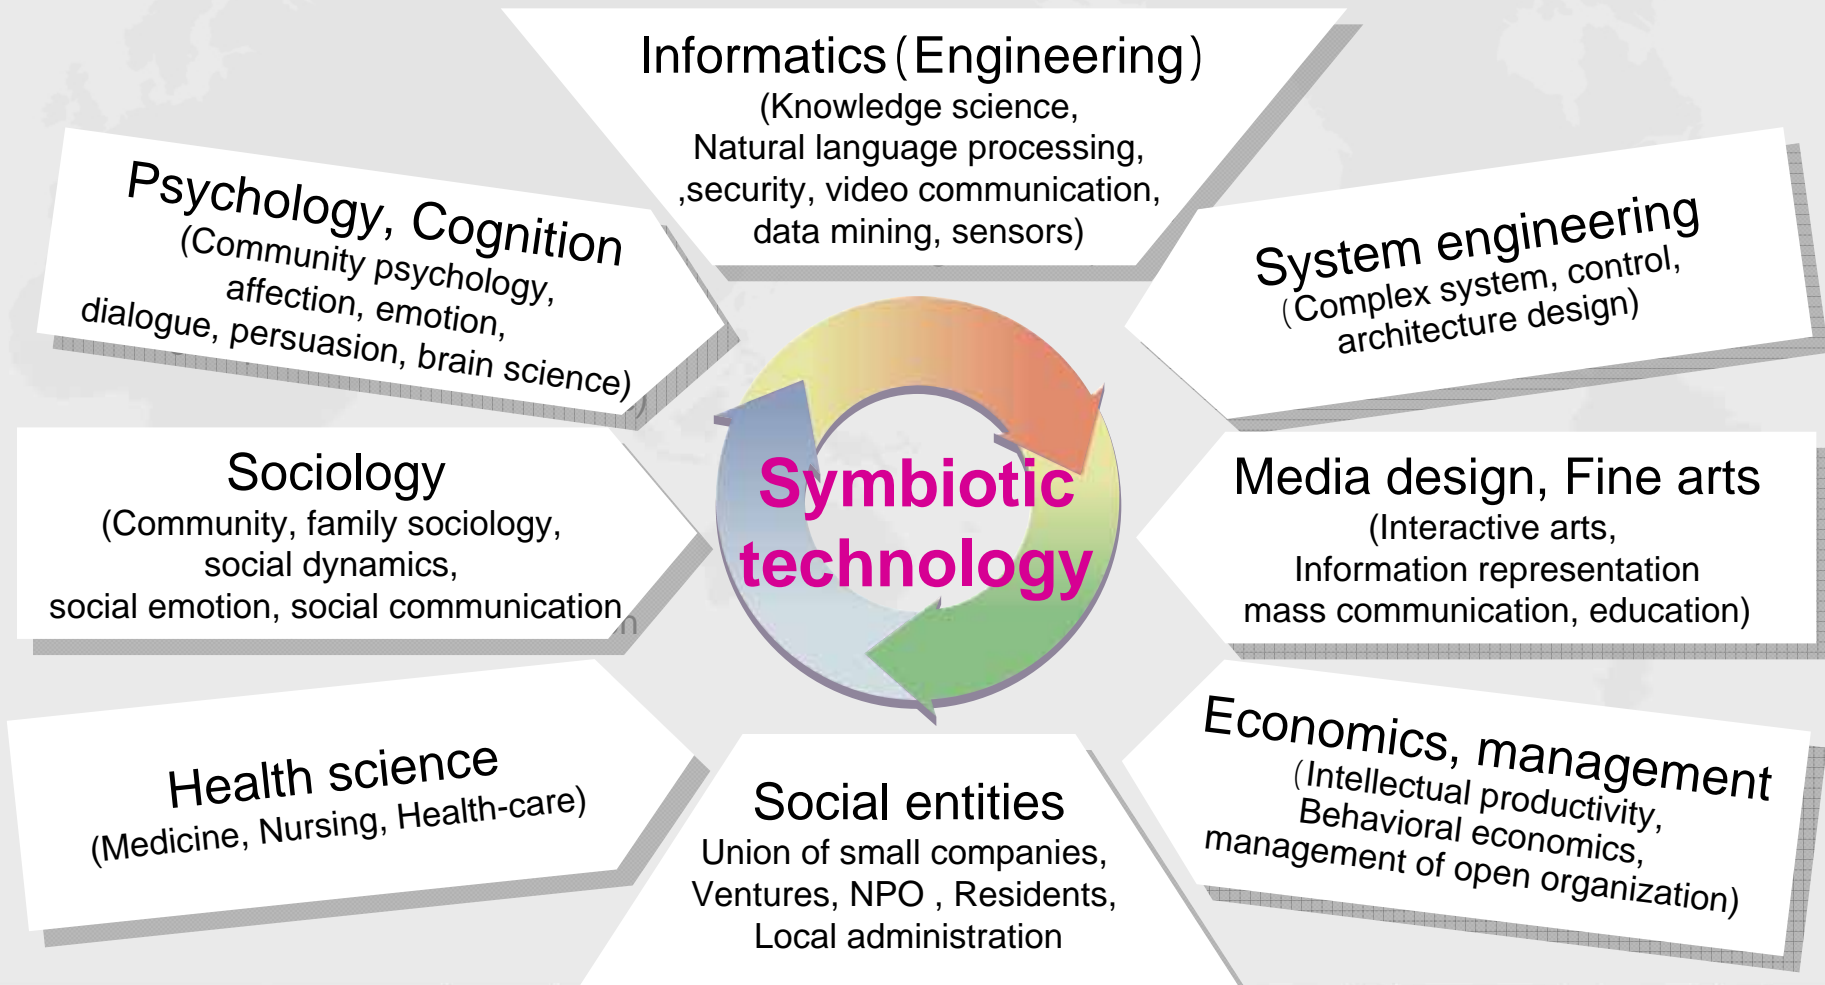 Informatics(Engineering)
(Knowledge science,
Natural language processing,
,security, video communication,
data mining, sensors)
Psychology, Cognition
(Community psychology,
affection, emotion,
dialogue, persuasion, brain science)
System engineering
(Complex system, control,
architecture design)
Sociology
(Community, family sociology,
social dynamics,
social emotion, social communication
Symbiotic
technology
Media design, Fine arts
(Interactive arts,
Information representation
mass communication, education)
Health science
(Medicine, Nursing, Health-care)
Social entities
Union of small companies,
Ventures, NPO , Residents,
Local administration
Economics, management
(Intellectual productivity,
Behavioral economics,
management of open organization)